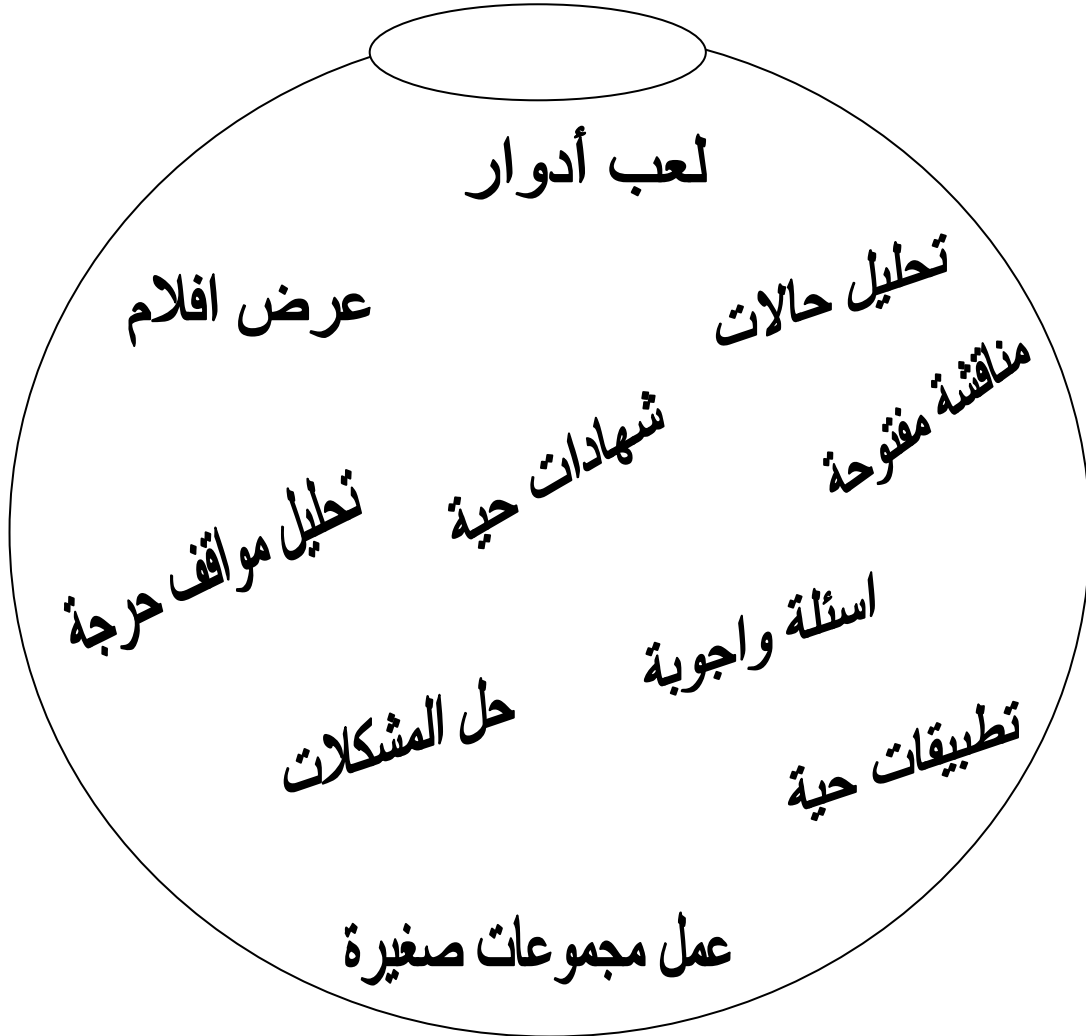 لعب أدوار
تحليل حالات
عرض افلام
مناقشة مفتوحة
شهادات حية
تحليل مواقف حرجة
اسئلة واجوبة
حل المشكلات
تطبيقات حية
عمل مجموعات صغيرة